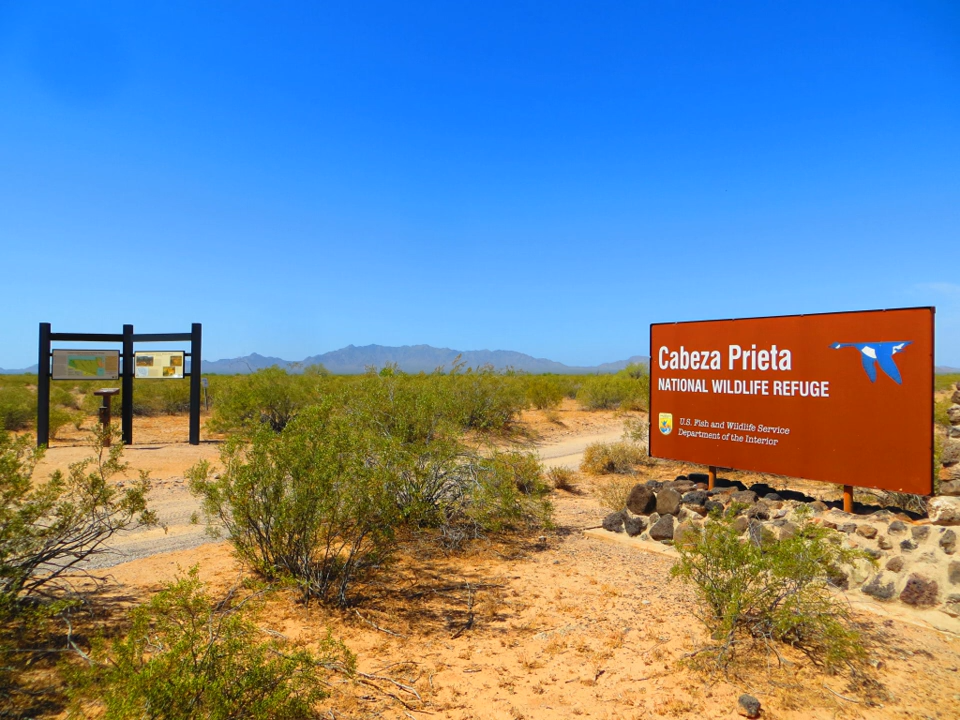 Cabeza Prieta
NATIONAL WILDLIFE REFUGE
U.S. Fish and Wildlife Service
Department of the Interior